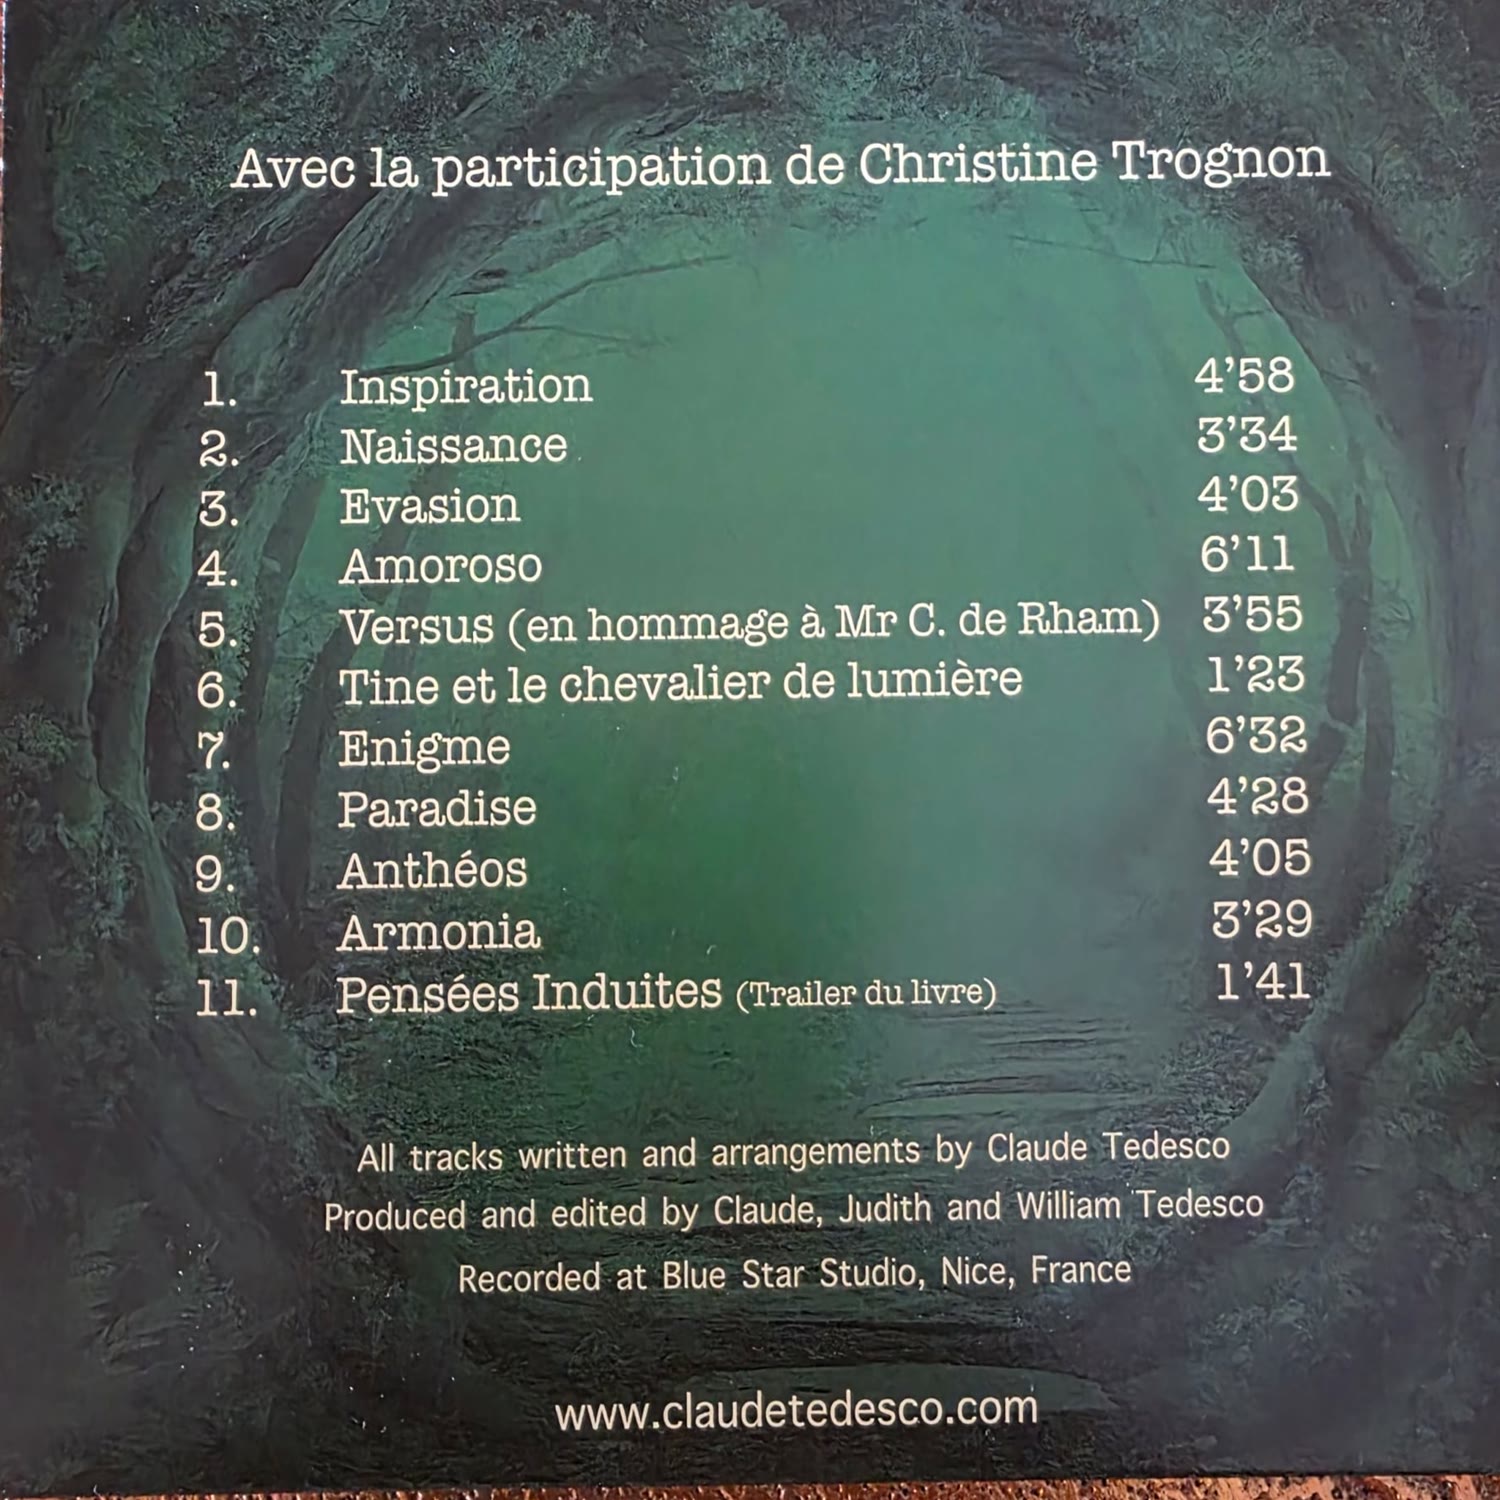 Avec la participation de Christine Trognon
1. Inspiration 4'58
2. Naissance 3'34
3. Evasion 4'03
4. Amoroso 6'11
5. Versus (en hommage à Mr C. de Rham) 3'55
6. Tine et le chevalier de lumière 1'23
7. Enigme 6'32
8. Paradise 4'28
9. Anthéos 4'05
10. Armonia 3'29
11. Pensées Induites (Trailer du livre) 1'41
All tracks written and arrangements by Claude Tedesco
Produced and edited by Claude, Judith and William Tedesco
Recorded at Blue Star Studio, Nice, France
www.claudetedesco.com